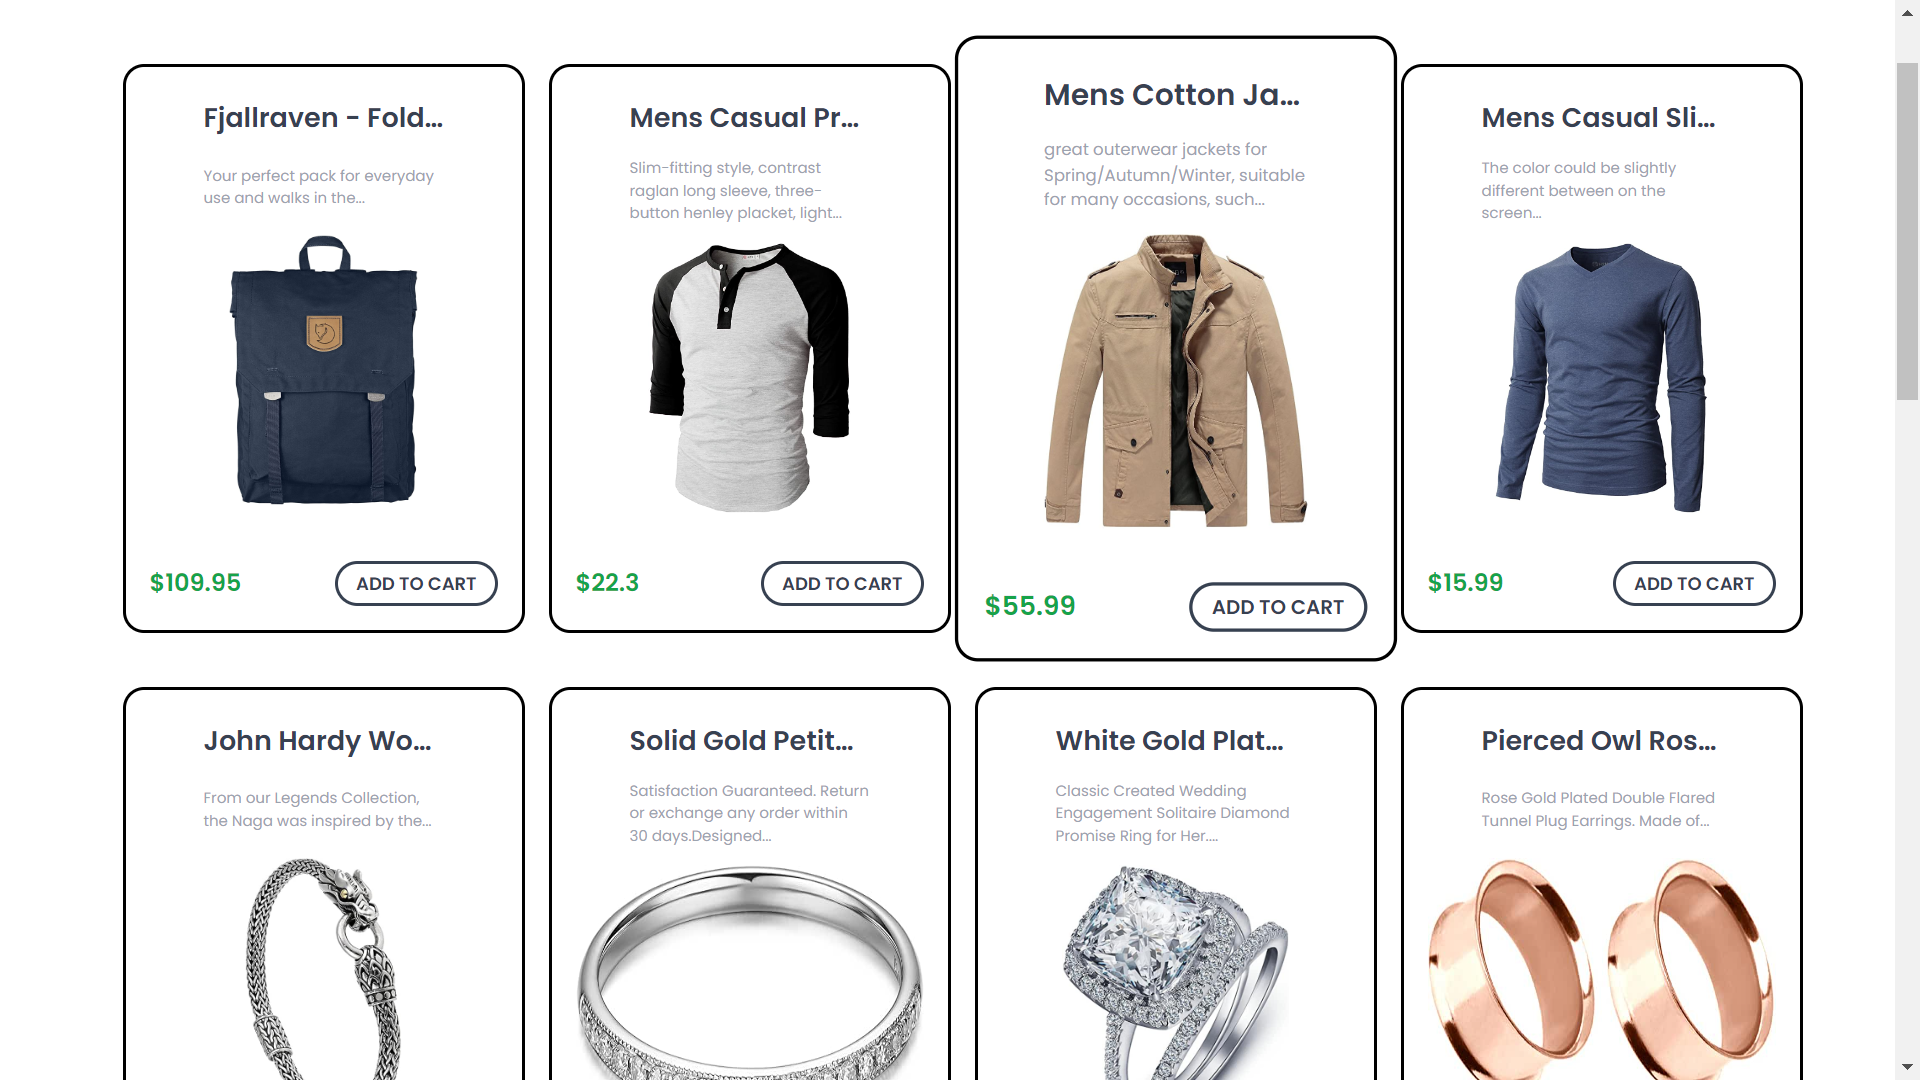 Fjallraven - Fold...
Your perfect pack for everyday
use and walks in the...
$109.95
ADD TO CART
Mens Casual Pr...
Slim-fitting style, contrast
raglan long sleeve, three-
button henley placket, light...
$22.3
ADD TO CART
Mens Cotton Ja...
great outerwear jackets for
Spring/Autumn/Winter, suitable
for many occasions, such...
$55.99
ADD TO CART
Mens Casual Sli...
The color could be slightly
different between on the
screen...
$15.99
ADD TO CART
John Hardy Wo...
From our Legends Collection,
the Naga was inspired by the...
Solid Gold Petit...
Satisfaction Guaranteed. Return
or exchange any order within
30 days.Designed...
White Gold Plat...
Classic Created Wedding
Engagement Solitaire Diamond
Promise Ring for Her....
Pierced Owl Ros...
Rose Gold Plated Double Flared
Tunnel Plug Earrings. Made of...